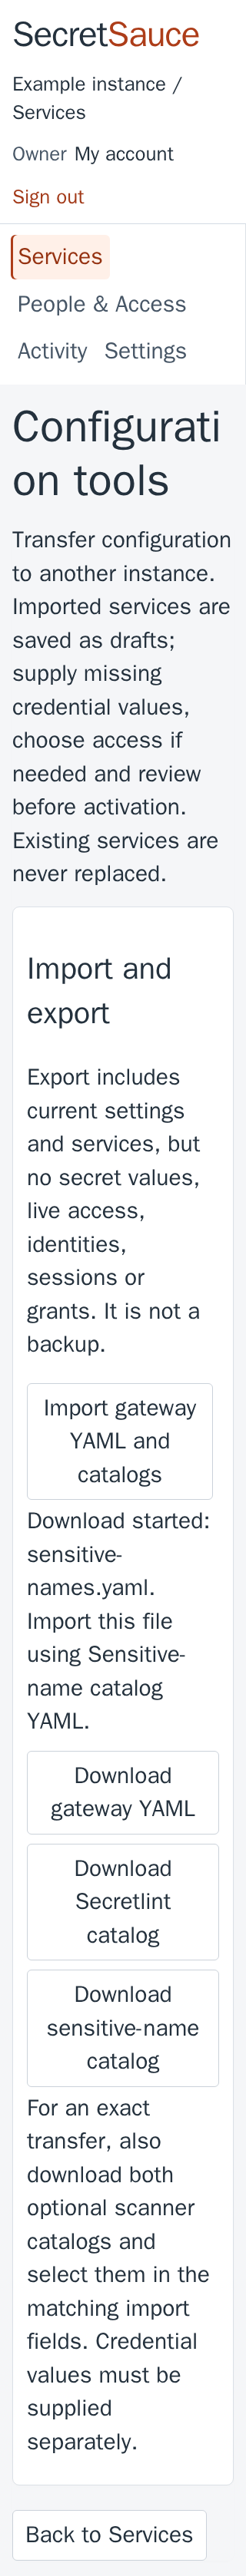 SecretSauce
Example instance /
Services
Owner My account
Sign out
Services
People & Access
Activity Settings
Configurati
on tools
Transfer configuration
to another instance.
Imported services are
saved as drafts;
supply missing
credential values,
choose access if
needed and review
before activation.
Existing services are
never replaced.
Import and
export
Export includes
current settings
and services, but
no secret values,
live access,
identities,
sessions or
grants. It is not a
backup.
Import gateway
YAML and
catalogs
Download started:
sensitive-
names.yaml.
Import this file
using Sensitive-
name catalog
YAML.
Download
gateway YAML
Download
Secretlint
catalog
Download
sensitive-name
catalog
For an exact
transfer, also
download both
optional scanner
catalogs and
select them in the
matching import
fields. Credential
values must be
supplied
separately.
Back to Services